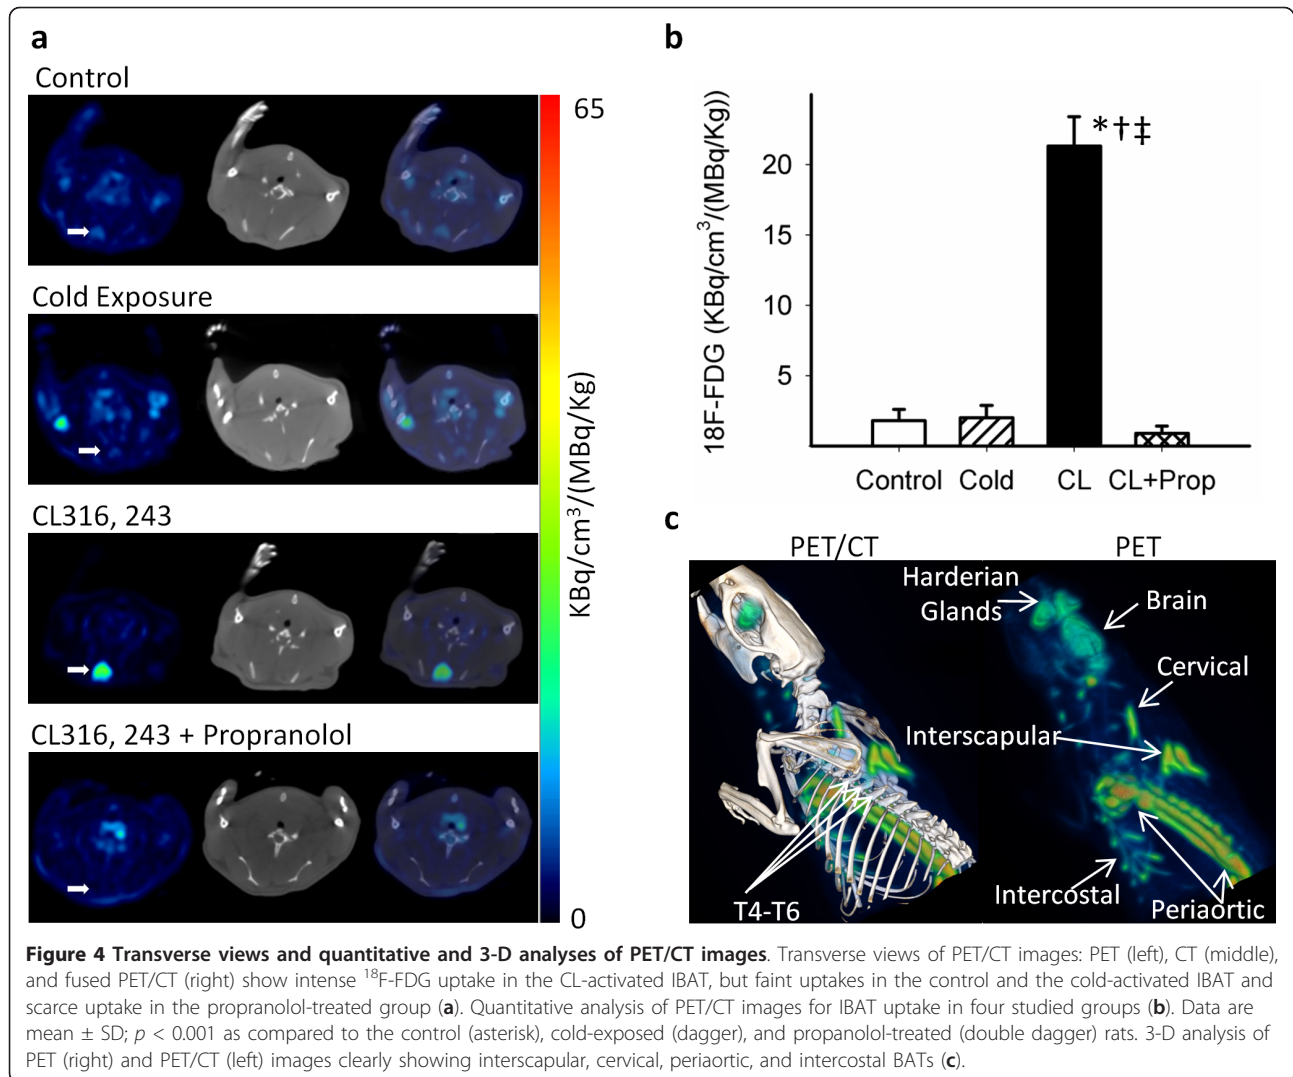 a
Control
Cold Exposure
CL316, 243
CL316, 243 + Propranolol
65
KBq/cm³/(MBq/Kg)
0
b
18F-FDG (KBq/cm³/(MBq/Kg))
20
15
10
5
*†‡
Control Cold CL CL+Prop
c
PET/CT PET
Harderian
Glands
Brain
Cervical
Interscapular
T4-T6
Intercostal
Periaortic
Figure 4 Transverse views and quantitative and 3-D analyses of PET/CT images. Transverse views of PET/CT images: PET (left), CT (middle),
and fused PET/CT (right) show intense ¹⁸F-FDG uptake in the CL-activated IBAT, but faint uptakes in the control and the cold-activated IBAT and
scarce uptake in the propranolol-treated group (a). Quantitative analysis of PET/CT images for IBAT uptake in four studied groups (b). Data are
mean ± SD; p < 0.001 as compared to the control (asterisk), cold-exposed (dagger), and propanolol-treated (double dagger) rats. 3-D analysis of
PET (right) and PET/CT (left) images clearly showing interscapular, cervical, periaortic, and intercostal BATs (c).